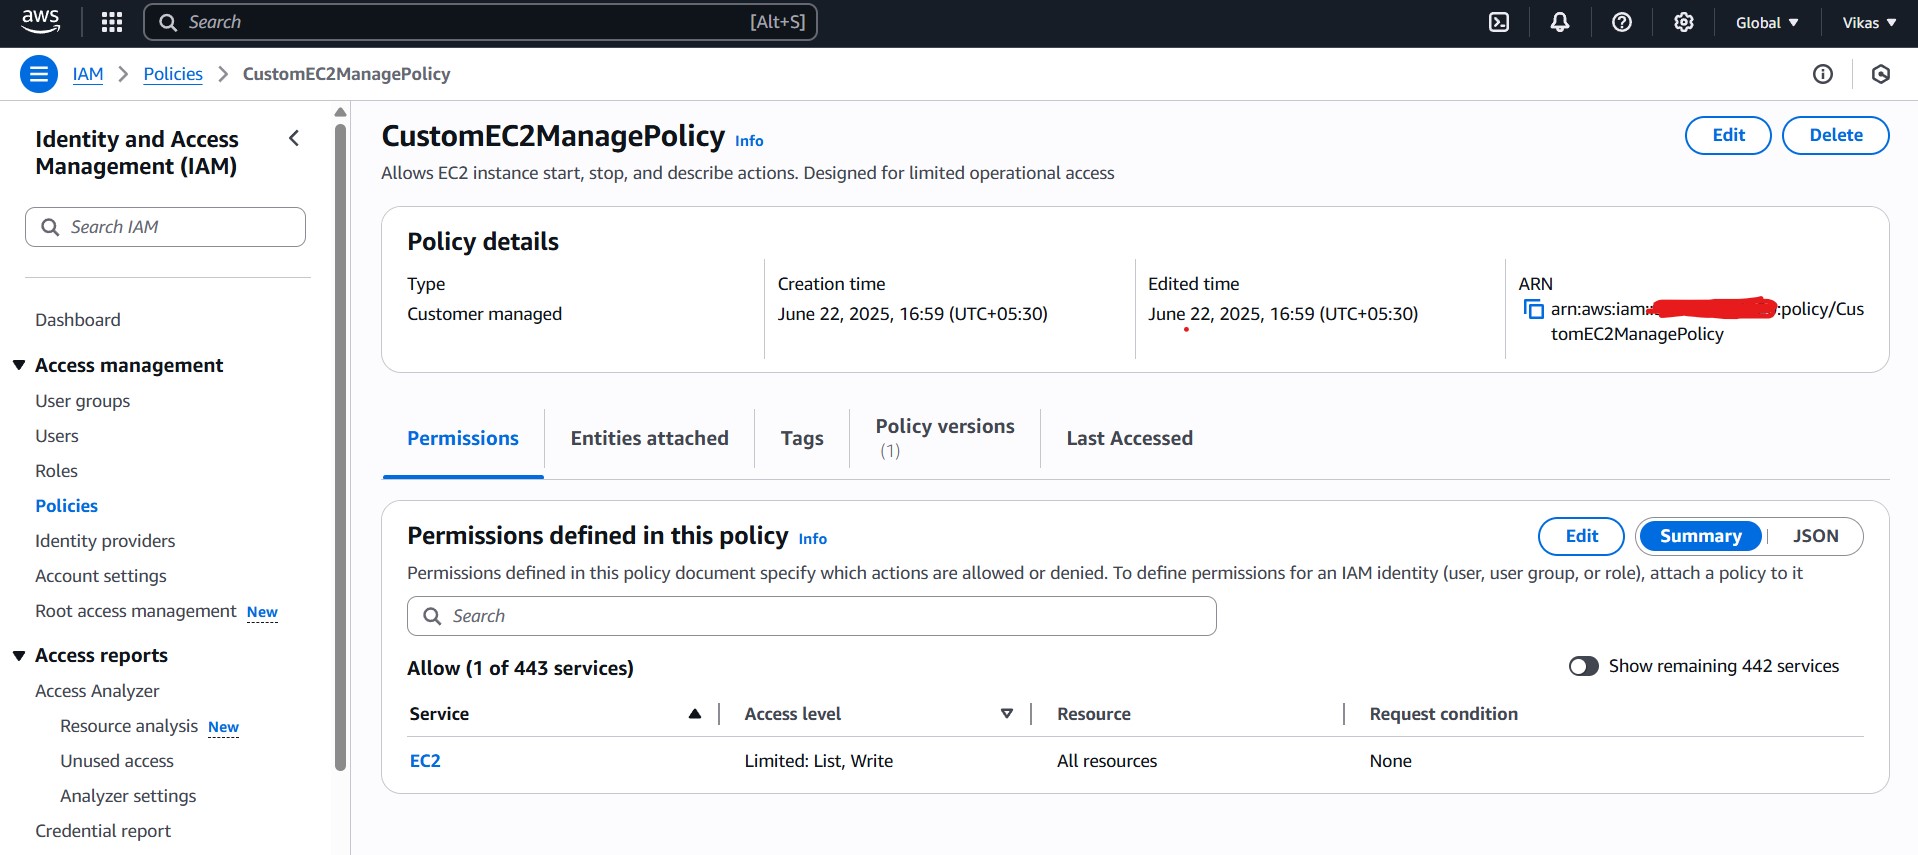 aws
Search [Alt+S]
Global
Vikas
IAM
Policies
CustomEC2ManagePolicy
Identity and Access
Management (IAM)
Search IAM
Dashboard
Access management
User groups
Users
Roles
Policies
Identity providers
Account settings
Root access management New
Access reports
Access Analyzer
Resource analysis New
Unused access
Analyzer settings
Credential report
CustomEC2ManagePolicy Info
Edit
Delete
Allows EC2 instance start, stop, and describe actions. Designed for limited operational access
Policy details
Type
Customer managed
Creation time
June 22, 2025, 16:59 (UTC+05:30)
Edited time
June 22, 2025, 16:59 (UTC+05:30)
ARN
arn:aws:iam: :policy/Cus
tomEC2ManagePolicy
Permissions
Entities attached
Tags
Policy versions
(1)
Last Accessed
Permissions defined in this policy Info
Edit
Summary
JSON
Permissions defined in this policy document specify which actions are allowed or denied. To define permissions for an IAM identity (user, user group, or role), attach a policy to it
Search
Allow (1 of 443 services)
Show remaining 442 services
Service
Access level
Resource
Request condition
EC2
Limited: List, Write
All resources
None